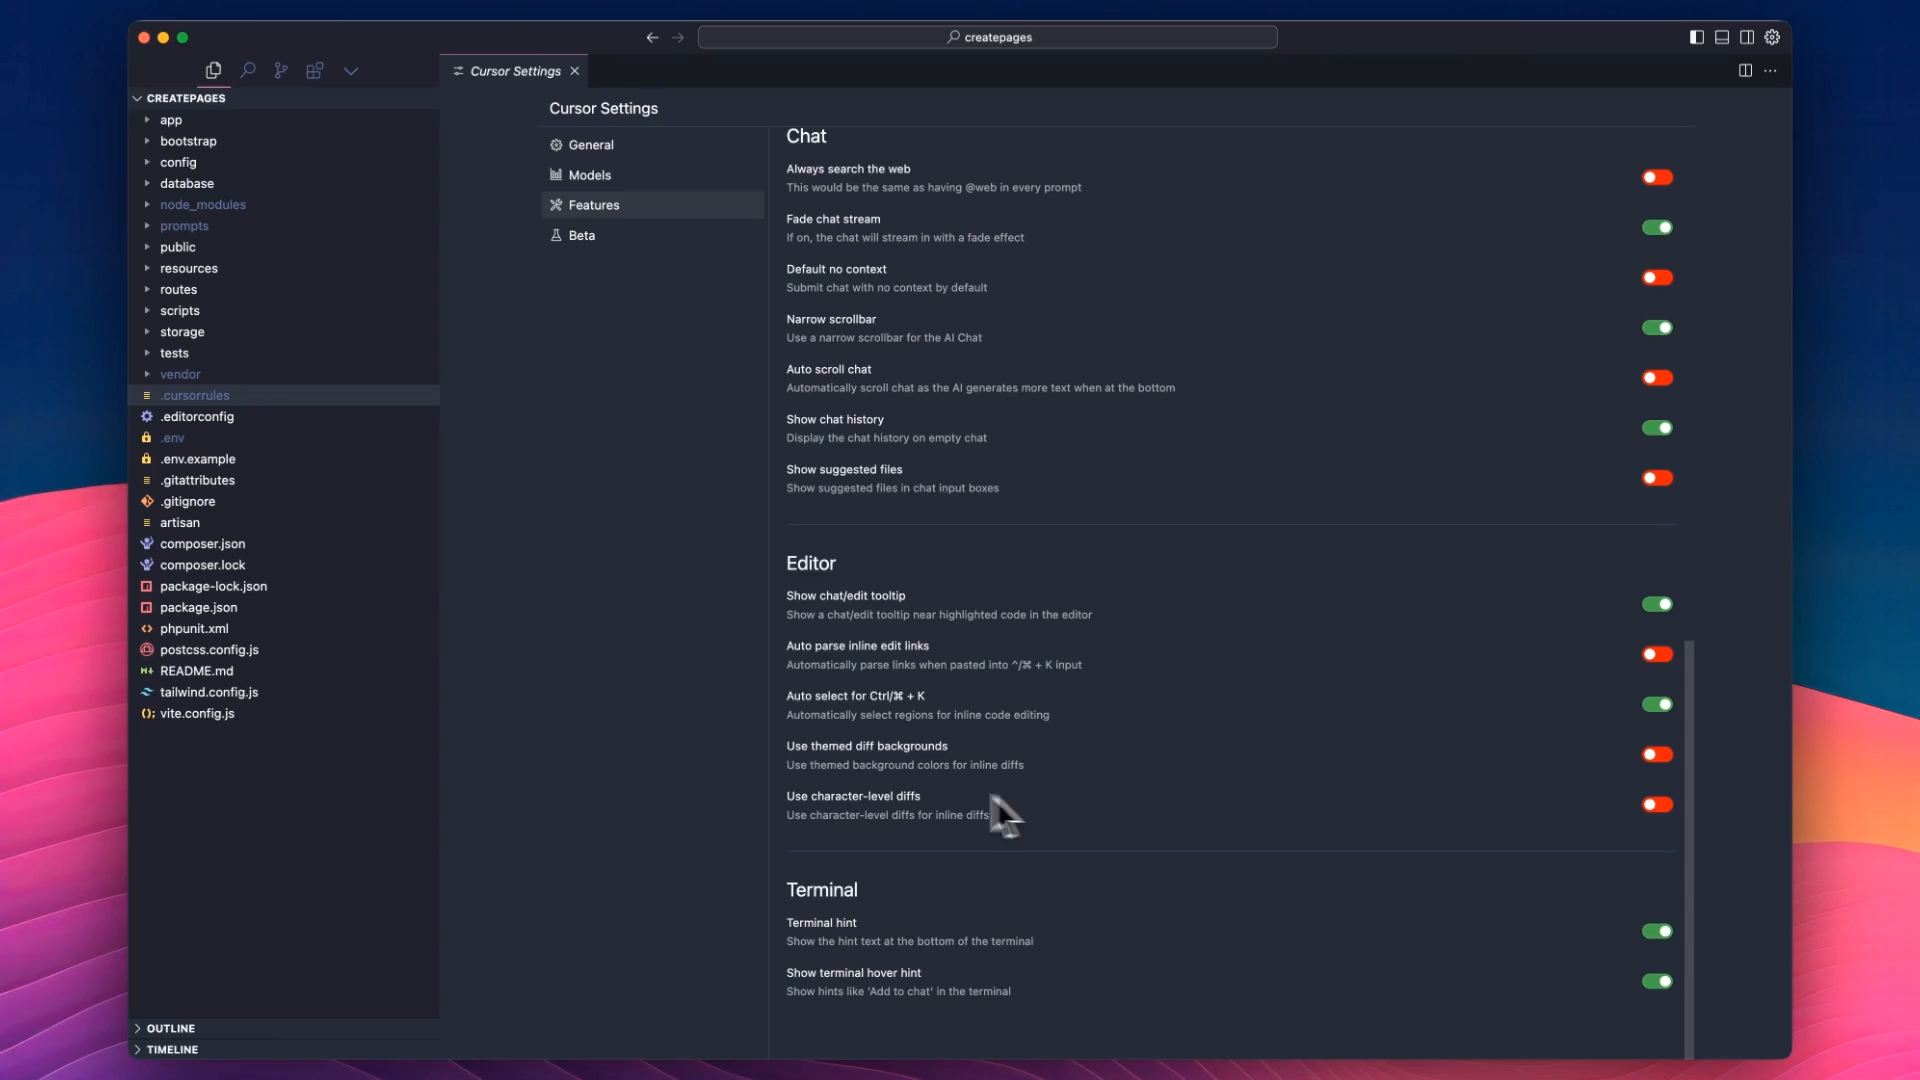 createpages
Cursor Settings
CREATEPAGES
app
bootstrap
config
database
node_modules
prompts
public
resources
routes
scripts
storage
tests
vendor
.cursorrules
.editorconfig
.env
.env.example
.gitattributes
.gitignore
artisan
composer.json
composer.lock
package-lock.json
package.json
phpunit.xml
postcss.config.js
README.md
tailwind.config.js
vite.config.js
OUTLINE
TIMELINE
Cursor Settings
General
Models
Features
Beta
Chat
Always search the web
This would be the same as having @web in every prompt
Fade chat stream
If on, the chat will stream in with a fade effect
Default no context
Submit chat with no context by default
Narrow scrollbar
Use a narrow scrollbar for the AI Chat
Auto scroll chat
Automatically scroll chat as the AI generates more text when at the bottom
Show chat history
Display the chat history on empty chat
Show suggested files
Show suggested files in chat input boxes
Editor
Show chat/edit tooltip
Show a chat/edit tooltip near highlighted code in the editor
Auto parse inline edit links
Automatically parse links when pasted into ^/⌘ + K input
Auto select for Ctrl/⌘ + K
Automatically select regions for inline code editing
Use themed diff backgrounds
Use themed background colors for inline diffs
Use character-level diffs
Use character-level diffs for inline diffs
Terminal
Terminal hint
Show the hint text at the bottom of the terminal
Show terminal hover hint
Show hints like 'Add to chat' in the terminal